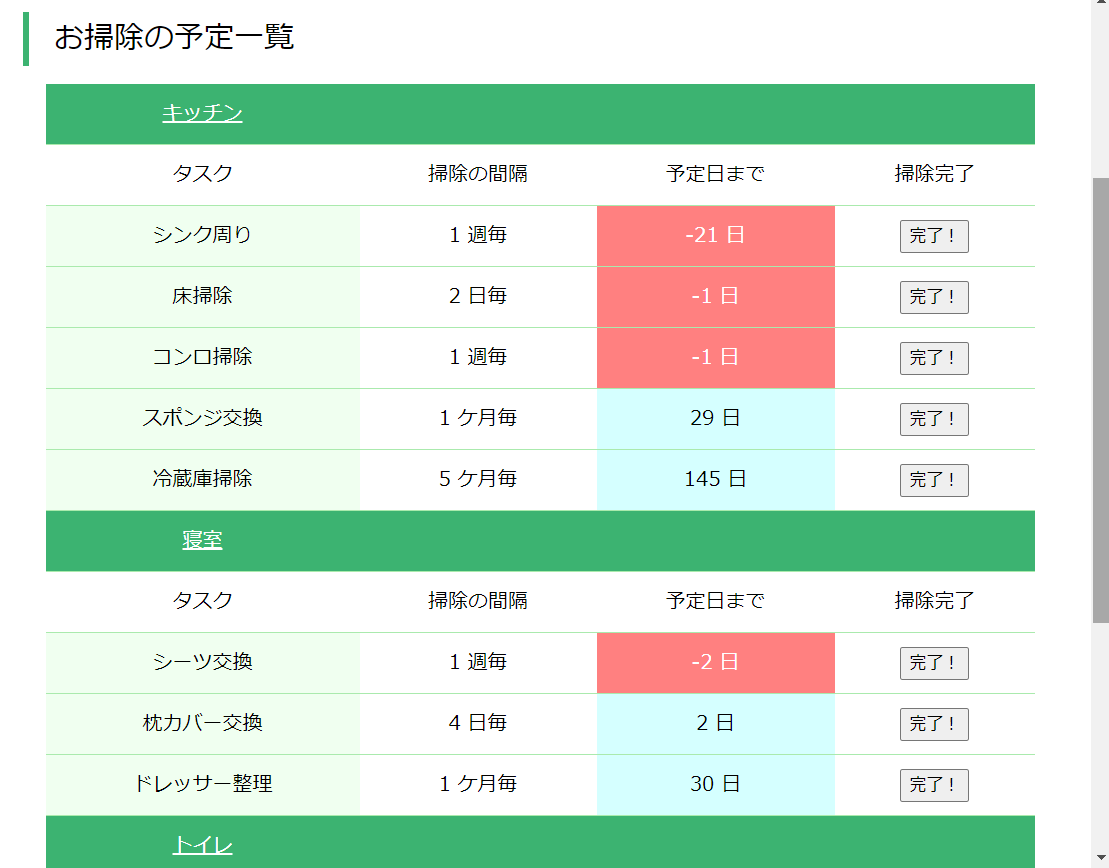 お掃除の予定一覧
キッチン
タスク 掃除の間隔 予定日まで 掃除完了
シンク周り 1 週毎 -21 日 完了！
床掃除 2 日毎 -1 日 完了！
コンロ掃除 1 週毎 -1 日 完了！
スポンジ交換 1 ケ月毎 29 日 完了！
冷蔵庫掃除 5 ケ月毎 145 日 完了！
寝室
タスク 掃除の間隔 予定日まで 掃除完了
シーツ交換 1 週毎 -2 日 完了！
枕カバー交換 4 日毎 2 日 完了！
ドレッサー整理 1 ケ月毎 30 日 完了！
トイレ